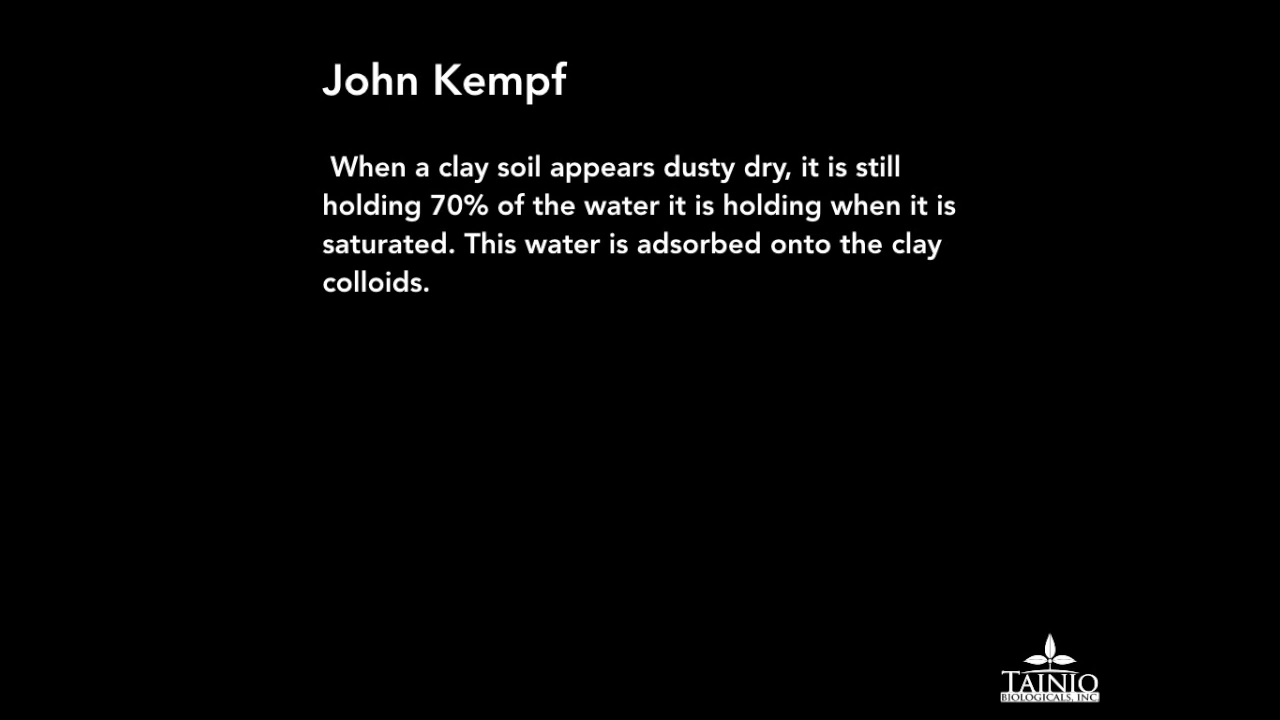 John Kempf
When a clay soil appears dusty dry, it is still
holding 70% of the water it is holding when it is
saturated. This water is adsorbed onto the clay
colloids.
TAINIO
BIOLOGICALS, INC